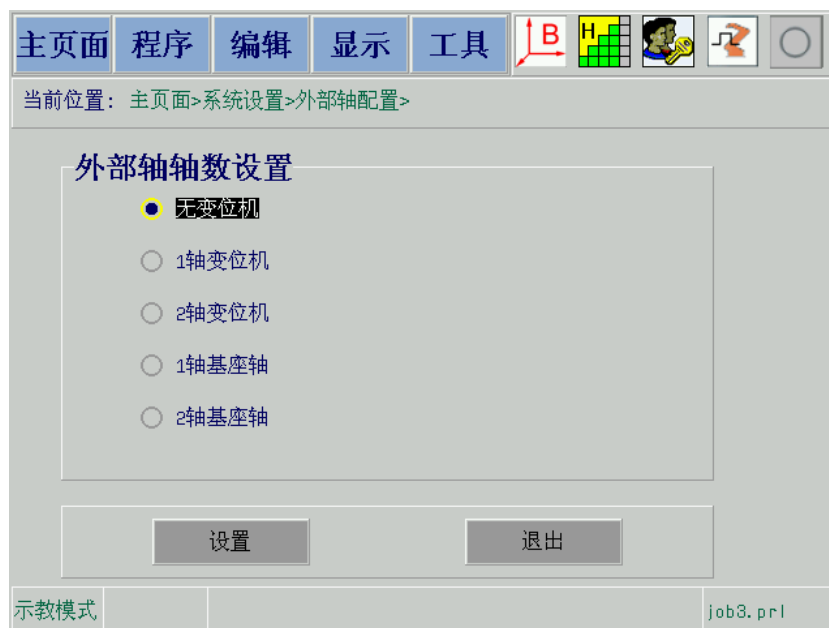 主页面 程序 编辑 显示 工具 B H
当前位置: 主页面>系统设置>外部轴配置>
外部轴轴数设置
无变位机
1轴变位机
2轴变位机
1轴基座轴
2轴基座轴
设置 退出
示教模式 job3.prl